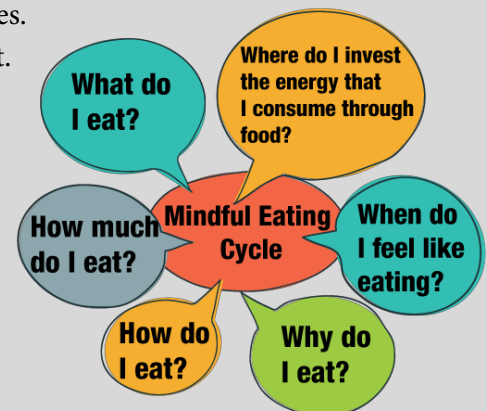 es.
t.
What do
I eat?
Where do I invest
the energy that
I consume through
food?
How much
do I eat?
Mindful Eating
Cycle
When do
I feel like
eating?
How do
I eat?
Why do
I eat?